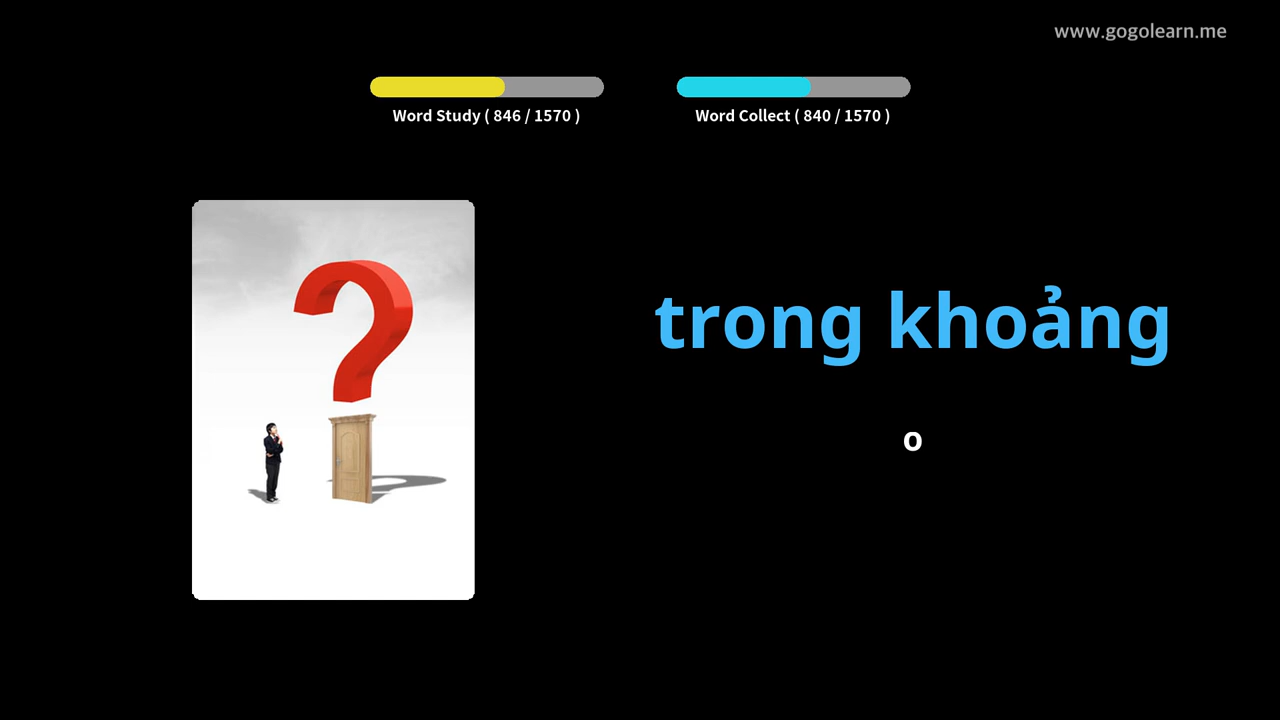 www.gogolearn.me
Word Study ( 846 / 1570 )
Word Collect ( 840 / 1570 )
?
trong khoảng
o